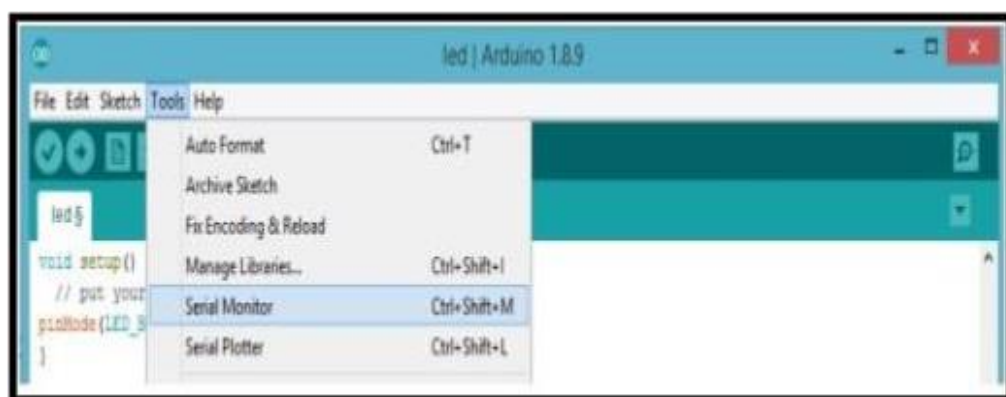 led | Arduino 1.8.9
File Edit Sketch Tools Help
Auto Format Ctrl+T
Archive Sketch
led§
Fix Encoding & Reload
void setup()
Manage Libraries... Ctrl+Shift+I
// put your
Serial Monitor Ctrl+Shift+M
pinMode(LED_B
Serial Plotter Ctrl+Shift+L
}